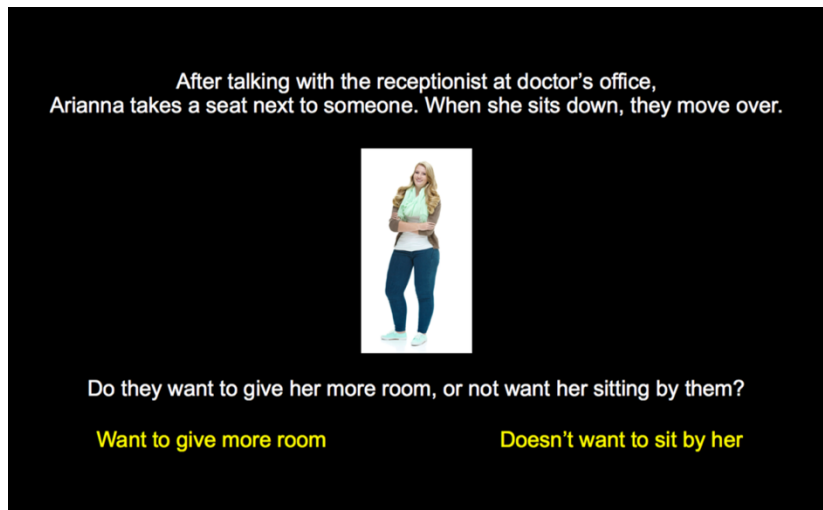 After talking with the receptionist at doctor's office,
Arianna takes a seat next to someone. When she sits down, they move over.
Do they want to give her more room, or not want her sitting by them?
Want to give more room
Doesn't want to sit by her